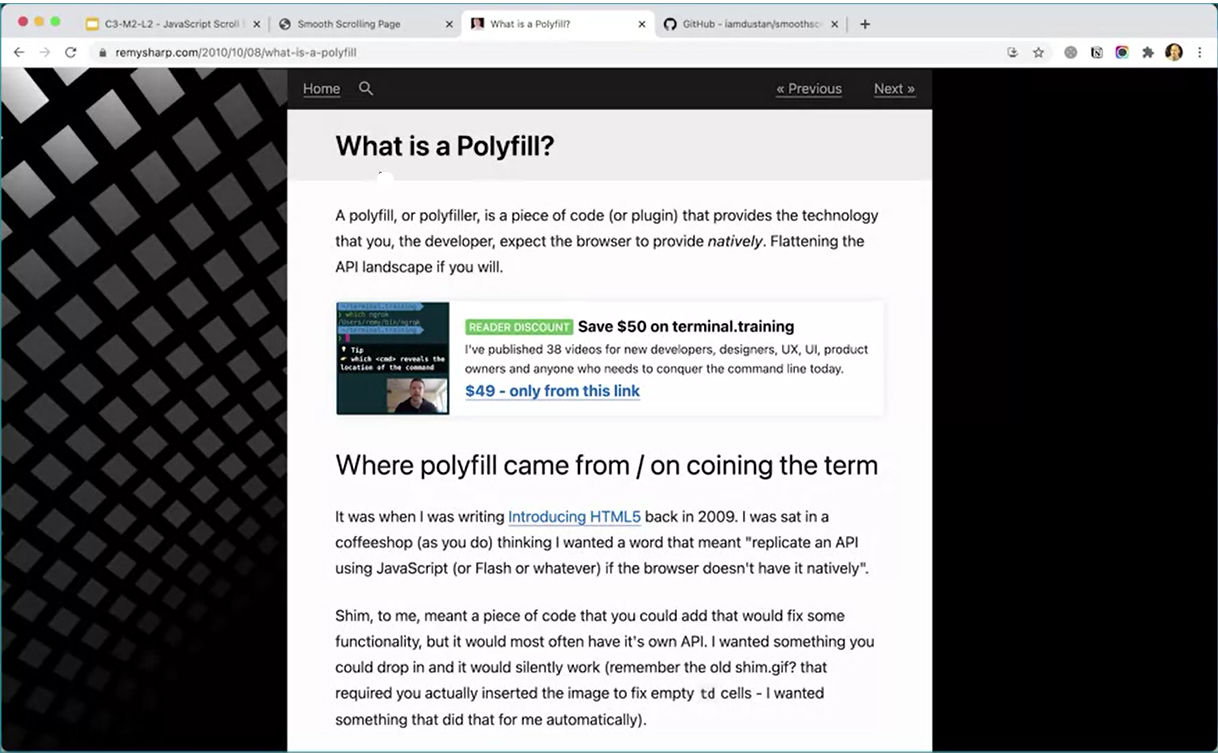 C3-M2-L2 - JavaScript Scroll
Smooth Scrolling Page
What is a Polyfill?
GitHub - iamdustan/smoothsc
remysharp.com/2010/10/08/what-is-a-polyfill
Home
« Previous
Next »
What is a Polyfill?
A polyfill, or polyfiller, is a piece of code (or plugin) that provides the technology
that you, the developer, expect the browser to provide natively. Flattening the
API landscape if you will.
~/terminal.training
❯ which ngrok
/Users/remy/bin/ngrok
~/terminal.training
❯
Tip
which <cmd> reveals the
location of the command
READER DISCOUNT Save $50 on terminal.training
I've published 38 videos for new developers, designers, UX, UI, product
owners and anyone who needs to conquer the command line today.
$49 - only from this link
Where polyfill came from / on coining the term
It was when I was writing Introducing HTML5 back in 2009. I was sat in a
coffeeshop (as you do) thinking I wanted a word that meant "replicate an API
using JavaScript (or Flash or whatever) if the browser doesn't have it natively".
Shim, to me, meant a piece of code that you could add that would fix some
functionality, but it would most often have it's own API. I wanted something you
could drop in and it would silently work (remember the old shim.gif? that
required you actually inserted the image to fix empty td cells - I wanted
something that did that for me automatically).